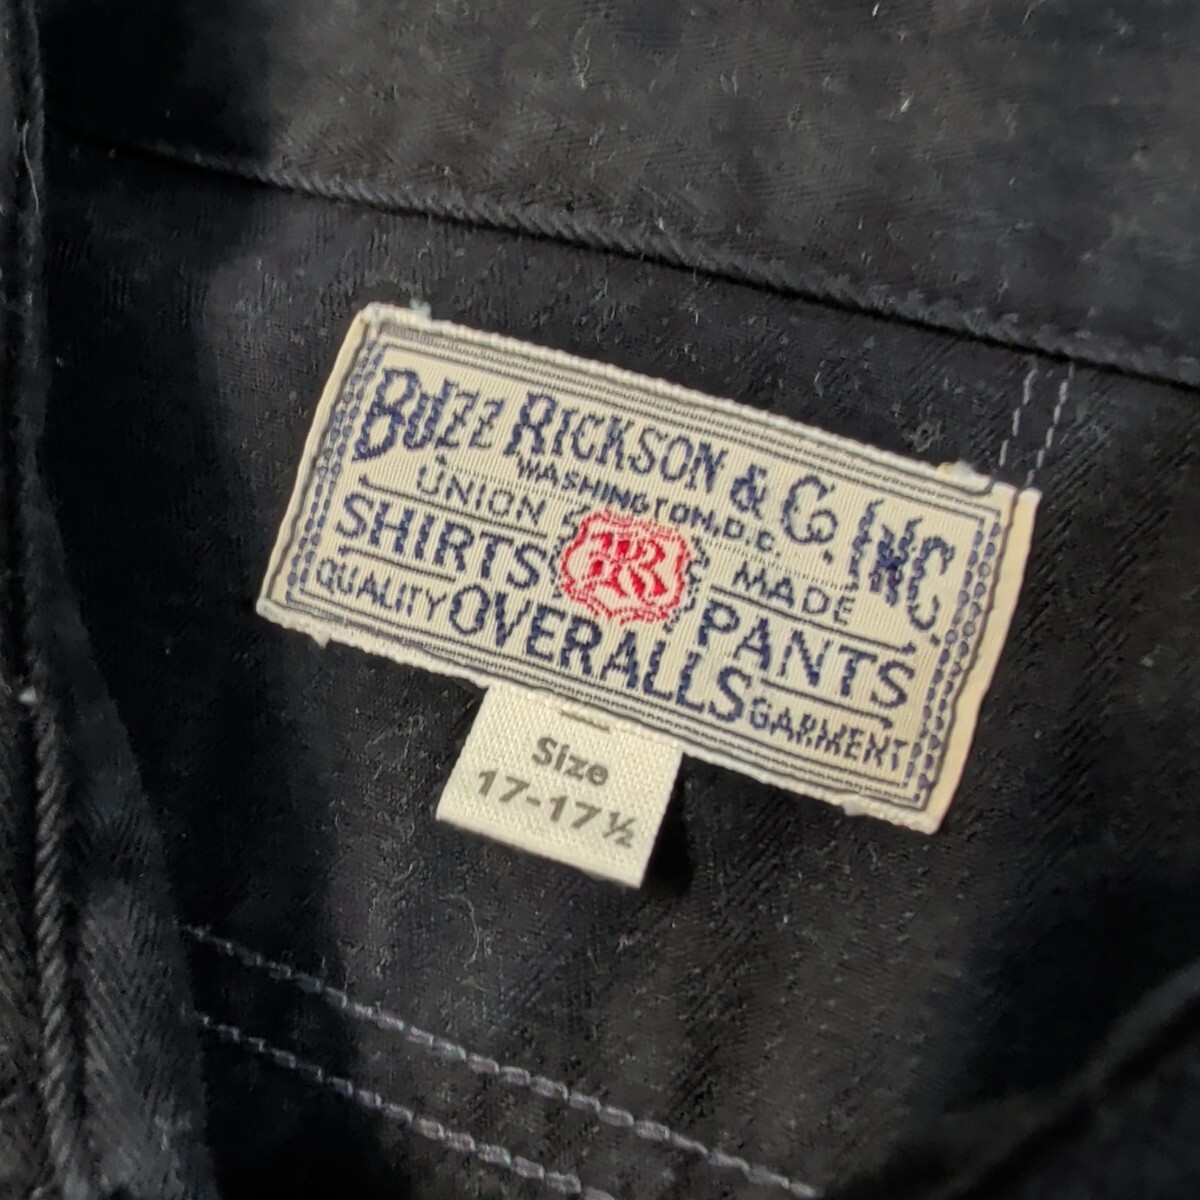 BUZZ RICKSON & Co. INC.
WASHINGTON.D.C.
UNION MADE
SHIRTS R PANTS
QUALITY OVERALLS GARMENT
Size
17-17½